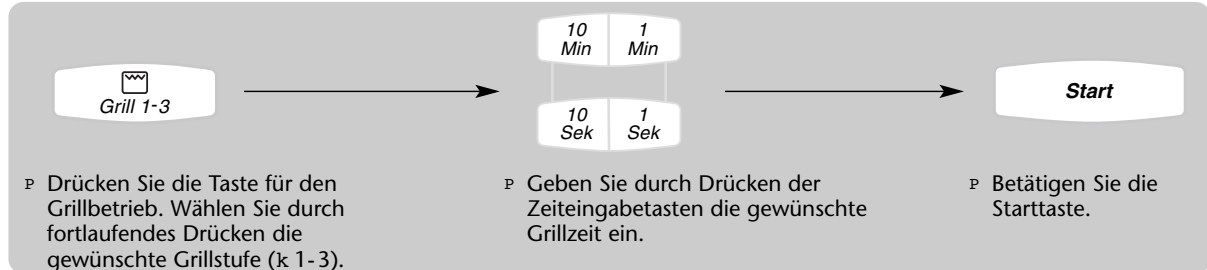 10 Min 1 Min
Grill 1-3
Start
10 Sek 1 Sek
P Drücken Sie die Taste für den
Grillbetrieb. Wählen Sie durch
fortlaufendes Drücken die
gewünschte Grillstufe (k 1-3).
P Geben Sie durch Drücken der
Zeiteingabetasten die gewünschte
Grillzeit ein.
P Betätigen Sie die
Starttaste.